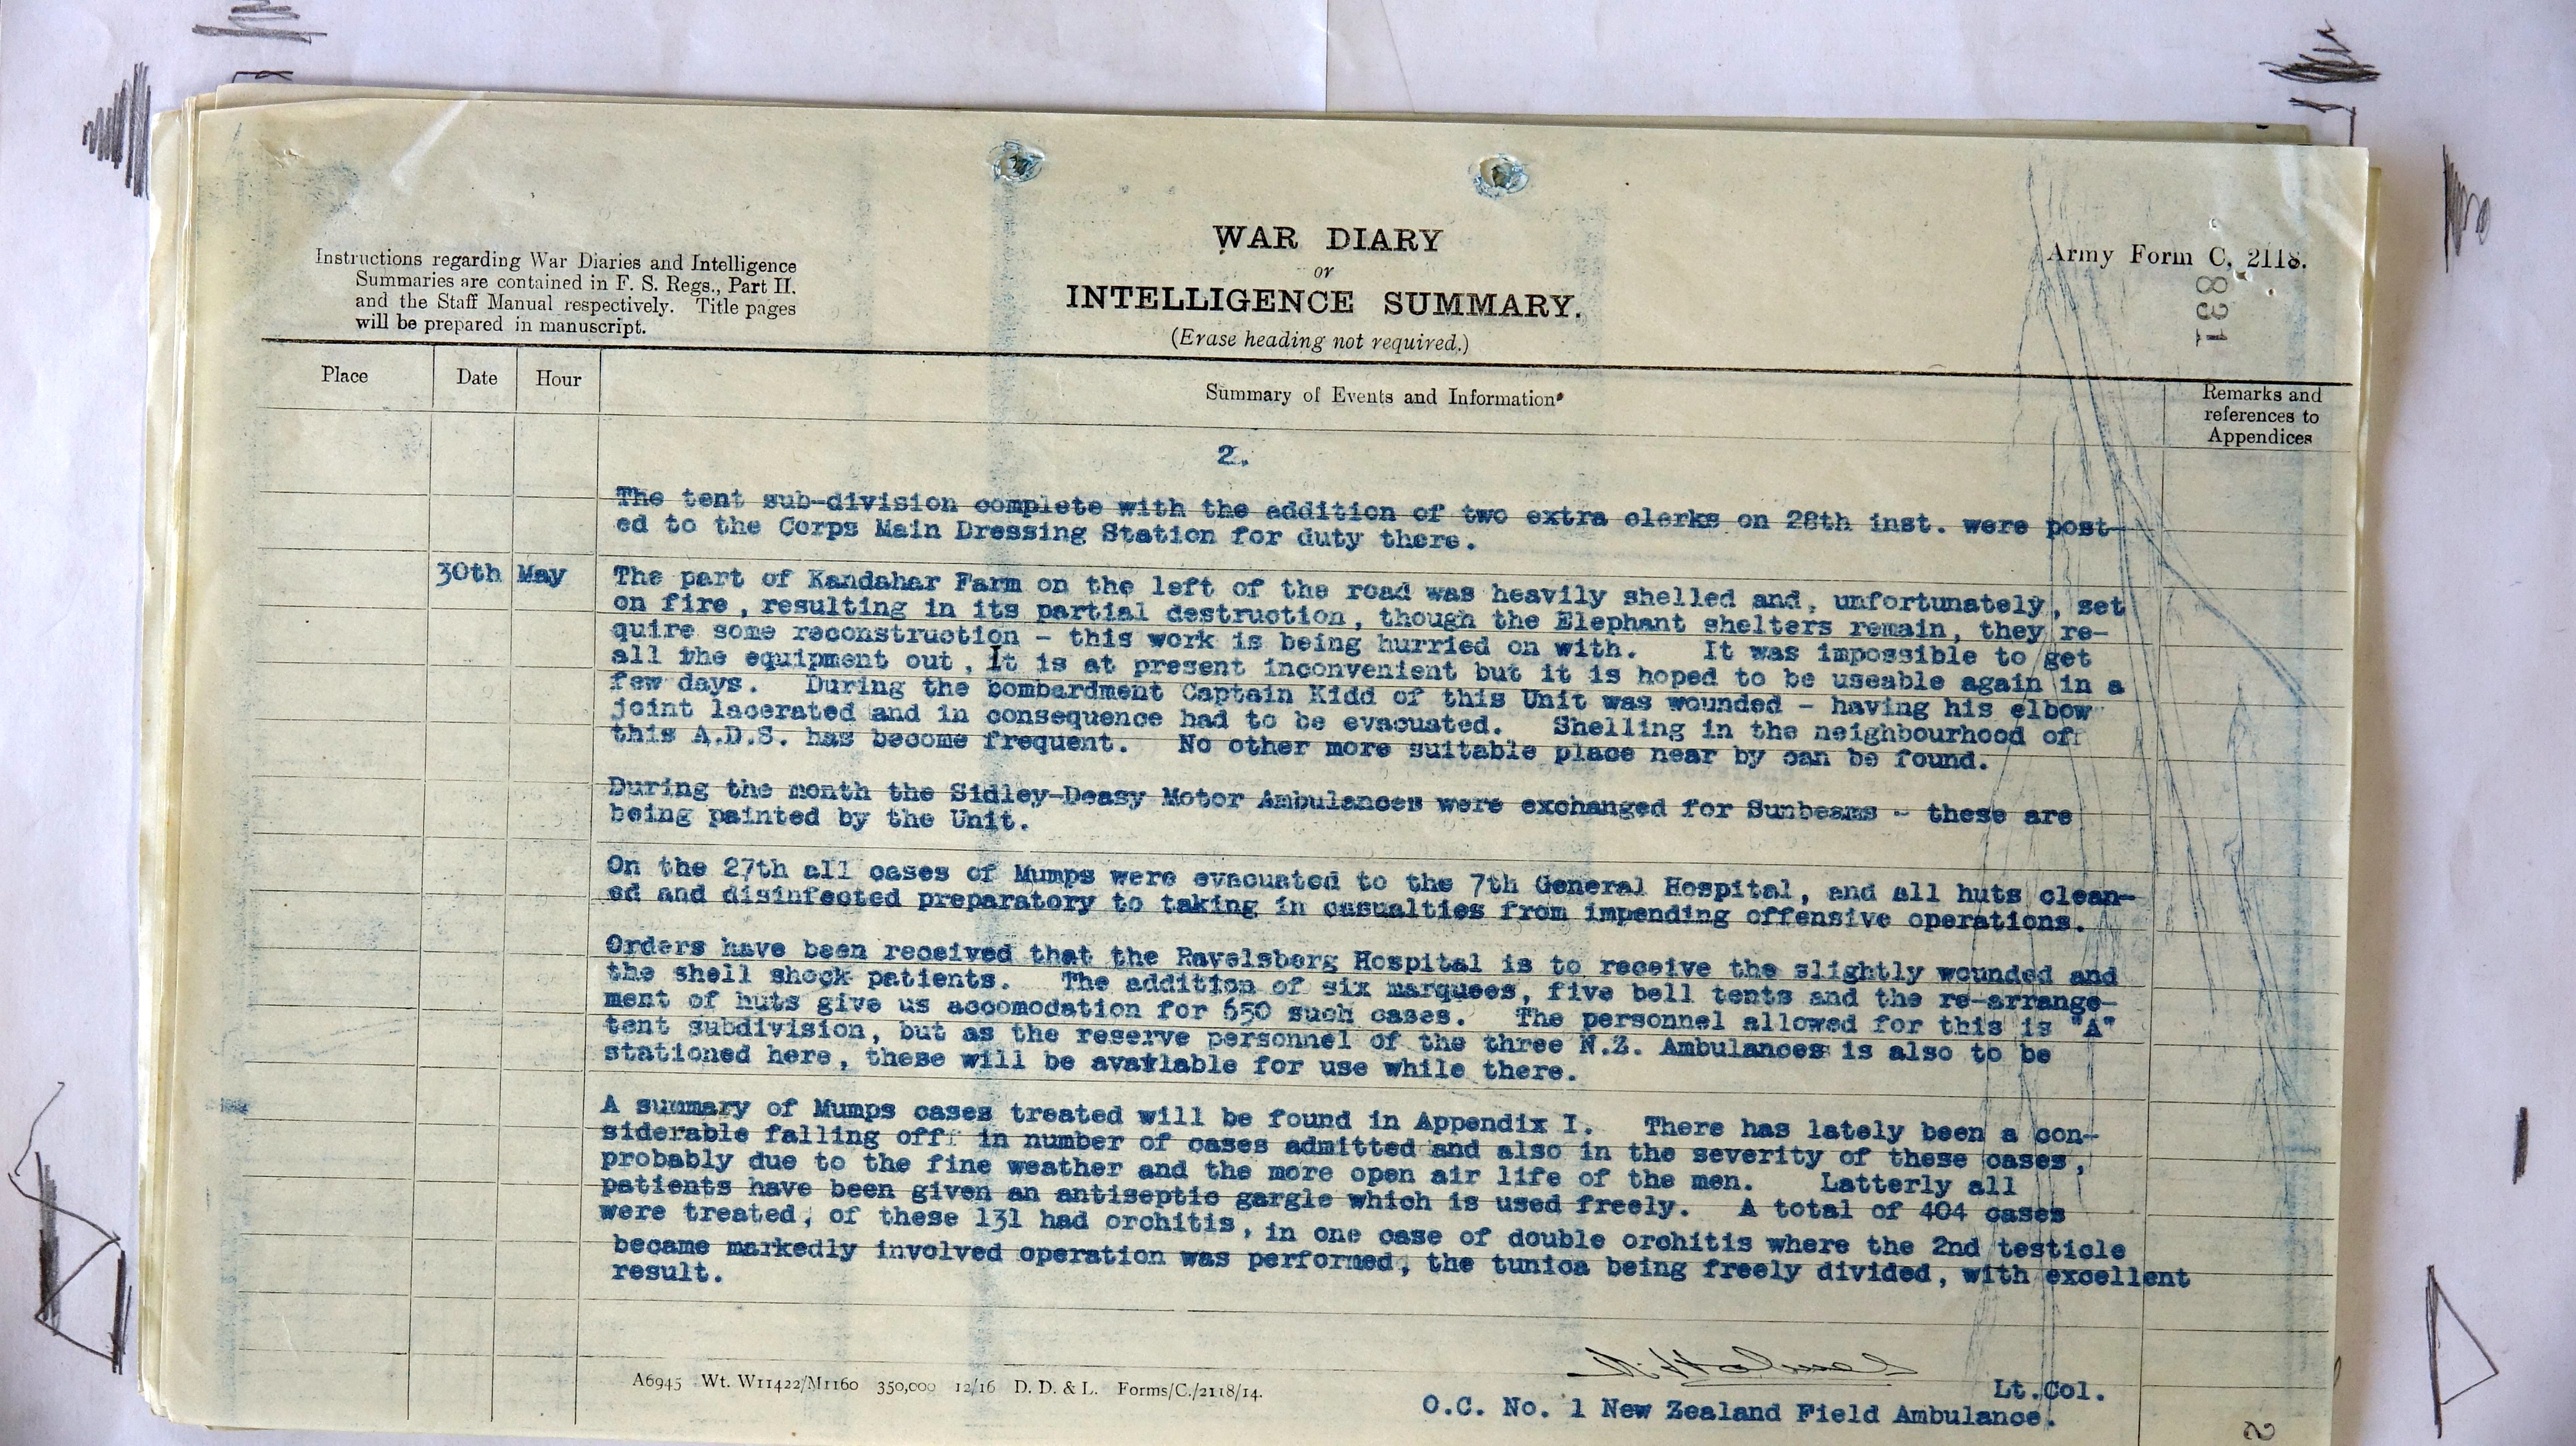 WAR DIARY
or
INTELLIGENCE SUMMARY.
(Erase heading not required.)
Instructions regarding War Diaries and Intelligence
Summaries are contained in F. S. Regs., Part II.
and the Staff Manual respectively. Title pages
will be prepared in manuscript.
Army Form C. 2118.
831
Place
Date
Hour
Summary of Events and Information
Remarks and
references to
Appendices
2.
The tent sub-division complete with the addition of two extra clerks on 28th inst. were post-
ed to the Corps Main Dressing Station for duty there.
30th May
The part of Kandahar Farm on the left of the road was heavily shelled and, unfortunately, set
on fire, resulting in its partial destruction, though the Elephant shelters remain, they re-
quire some reconstruction - this work is being hurried on with. It was impossible to get
all the equipment out, It is at present inconvenient but it is hoped to be useable again in a
few days. During the bombardment Captain Kidd of this Unit was wounded - having his elbow
joint lacerated and in consequence had to be evacuated. Shelling in the neighbourhood of
this A.D.S. has become frequent. No other more suitable place near by can be found.
During the month the Sidley-Deasy Motor Ambulances were exchanged for Sunbeams - these are
being painted by the Unit.
On the 27th all cases of Mumps were evacuated to the 7th General Hospital, and all huts clean-
ed and disinfected preparatory to taking in casualties from impending offensive operations.
Orders have been received that the Ravelsberg Hospital is to receive the slightly wounded and
the shell shock patients. The addition of six marquees, five bell tents and the re-arrange-
ment of huts give us accomodation for 650 such cases. The personnel allowed for this is "A"
tent subdivision, but as the reserve personnel of the three N.Z. Ambulances is also to be
stationed here, these will be available for use while there.
A summary of Mumps cases treated will be found in Appendix I. There has lately been a con-
siderable falling off in number of cases admitted and also in the severity of these cases,
probably due to the fine weather and the more open air life of the men. Latterly all
patients have been given an antiseptic gargle which is used freely. A total of 404 cases
were treated, of these 131 had orchitis, in one case of double orchitis where the 2nd testicle
became markedly involved operation was performed, the tunica being freely divided, with excellent
result.
Lt.Col.
O.C. No. 1 New Zealand Field Ambulance.
A6945 Wt. W11422/M1160 350,000 12/16 D. D. & L. Forms/C./2118/14.
2